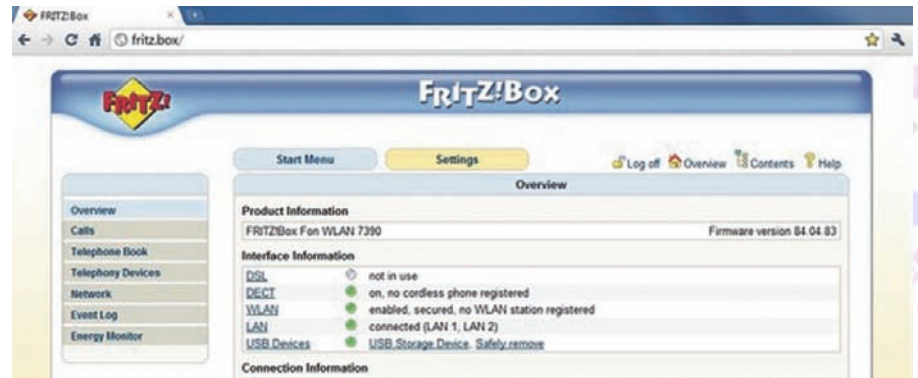 FRITZ!Box
fritz.box/
FRITZ!
FRITZ!Box
Start Menu Settings Log off Overview Contents Help
Overview
Overview
Calls
Telephone Book
Telephony Devices
Network
Event Log
Energy Monitor
Product Information
FRITZ!Box Fon WLAN 7390 Firmware version 84.04.83
Interface Information
DSL not in use
DECT on, no cordless phone registered
WLAN enabled, secured, no WLAN station registered
LAN connected (LAN 1, LAN 2)
USB Devices USB Storage Device, Safely remove
Connection Information